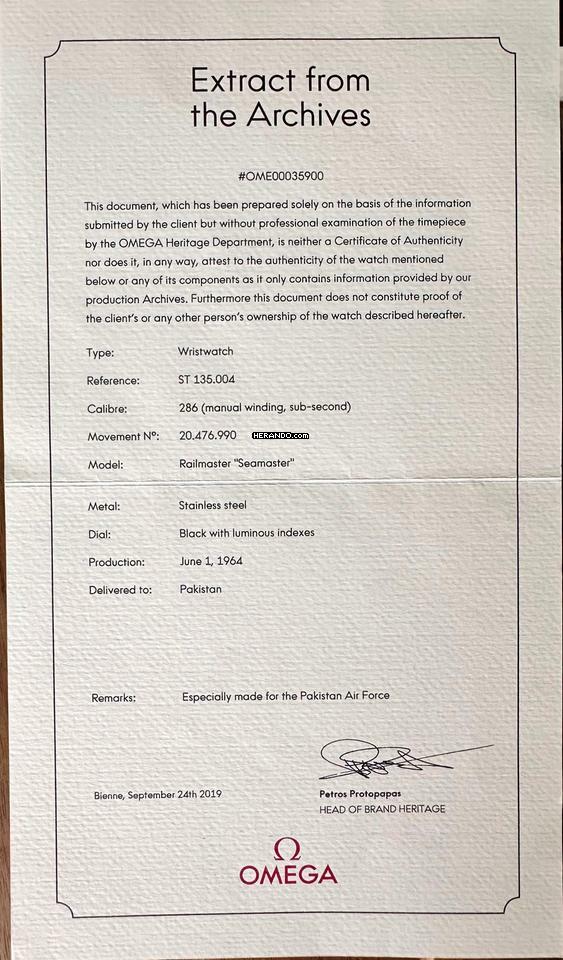 Extract from
the Archives
#OME00035900
This document, which has been prepared solely on the basis of the information
submitted by the client but without professional examination of the timepiece
by the OMEGA Heritage Department, is neither a Certificate of Authenticity
nor does it, in any way, attest to the authenticity of the watch mentioned
below or any of its components as it only contains information provided by our
production Archives. Furthermore this document does not constitute proof of
the client's or any other person's ownership of the watch described hereafter.
Type: Wristwatch
Reference: ST 135.004
Calibre: 286 (manual winding, sub-second)
Movement Nº: 20.476.990 HERANDO.com
Model: Railmaster "Seamaster"
Metal: Stainless steel
Dial: Black with luminous indexes
Production: June 1, 1964
Delivered to: Pakistan
Remarks: Especially made for the Pakistan Air Force
Bienne, September 24th 2019 Petros Protopapas
HEAD OF BRAND HERITAGE
Ω
OMEGA